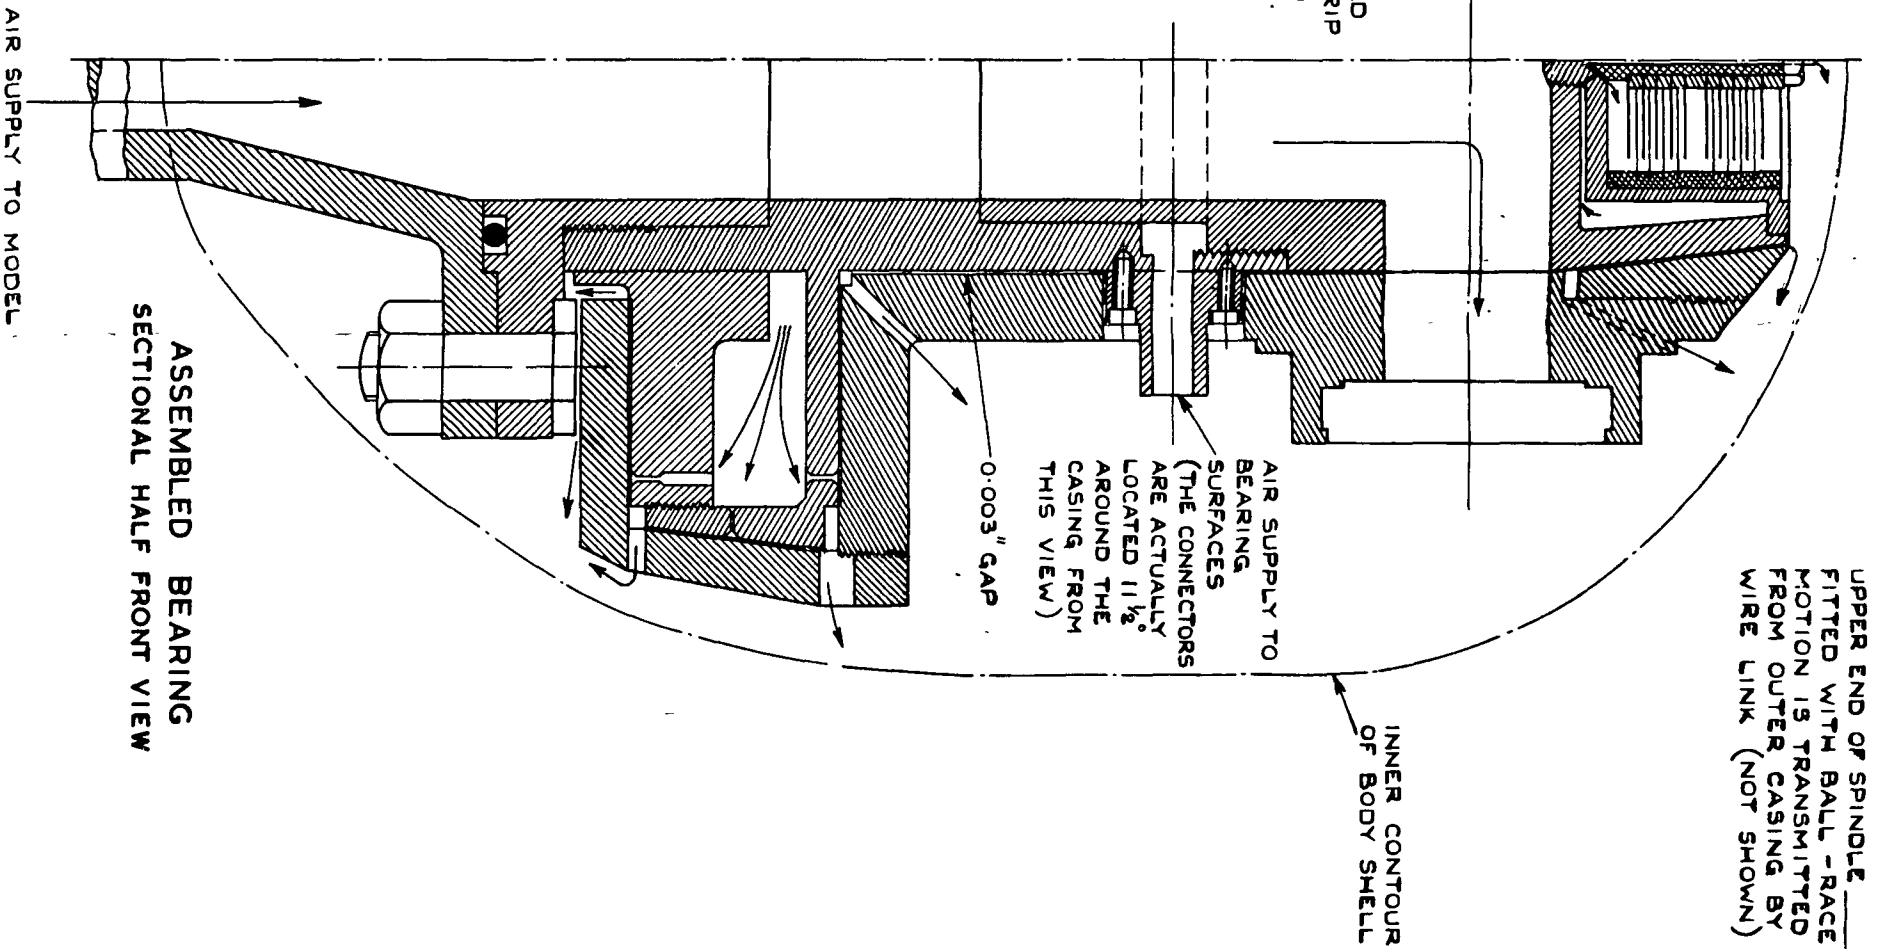 UPPER END OF SPINDLE
FITTED WITH BALL-RACE
MOTION IS TRANSMITTED
FROM OUTER CASING BY
WIRE LINK (NOT SHOWN)
INNER CONTOUR
OF BODY SHELL
RIP
AIR SUPPLY TO
BEARING
SURFACES
(THE CONNECTORS
ARE ACTUALLY
LOCATED 11½°
AROUND THE
CASING FROM
THIS VIEW)
0·003" GAP
ASSEMBLED BEARING
SECTIONAL HALF FRONT VIEW
AIR SUPPLY TO MODEL